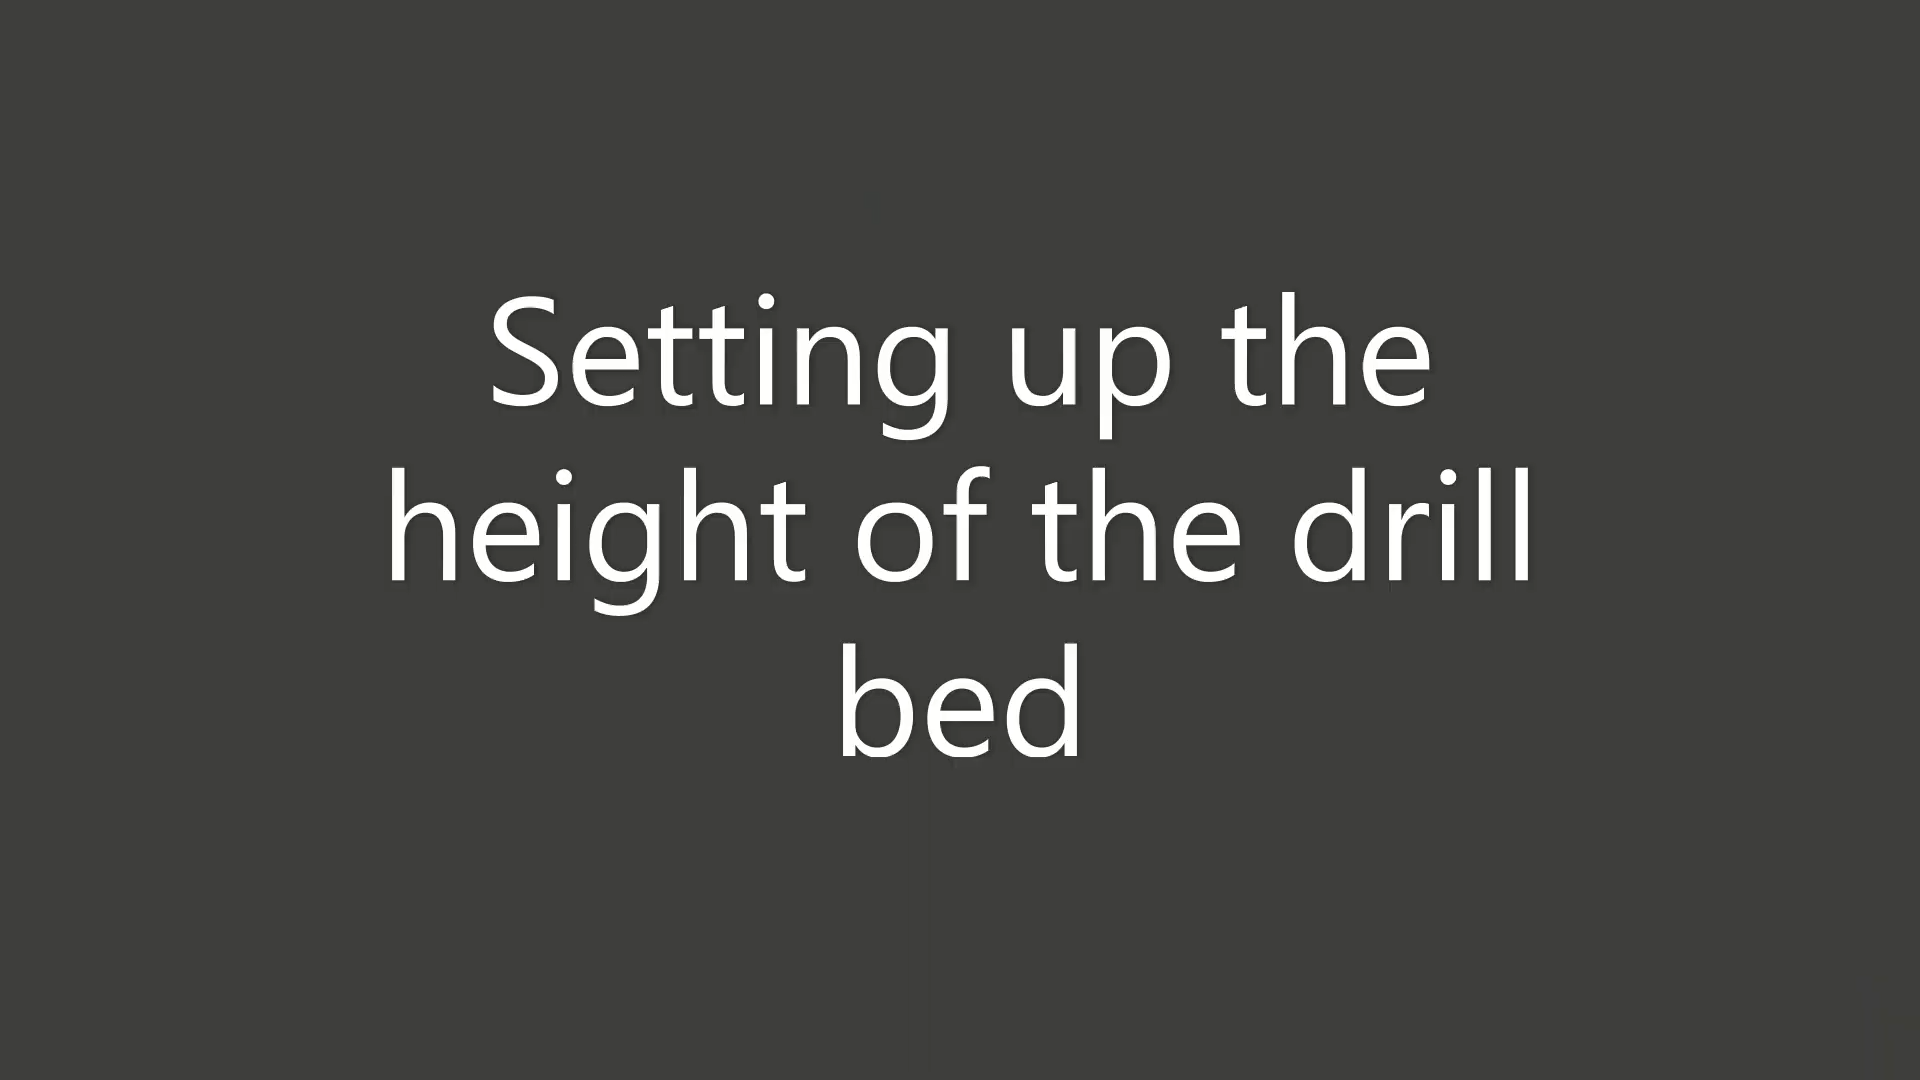 Setting up the
height of the drill
bed